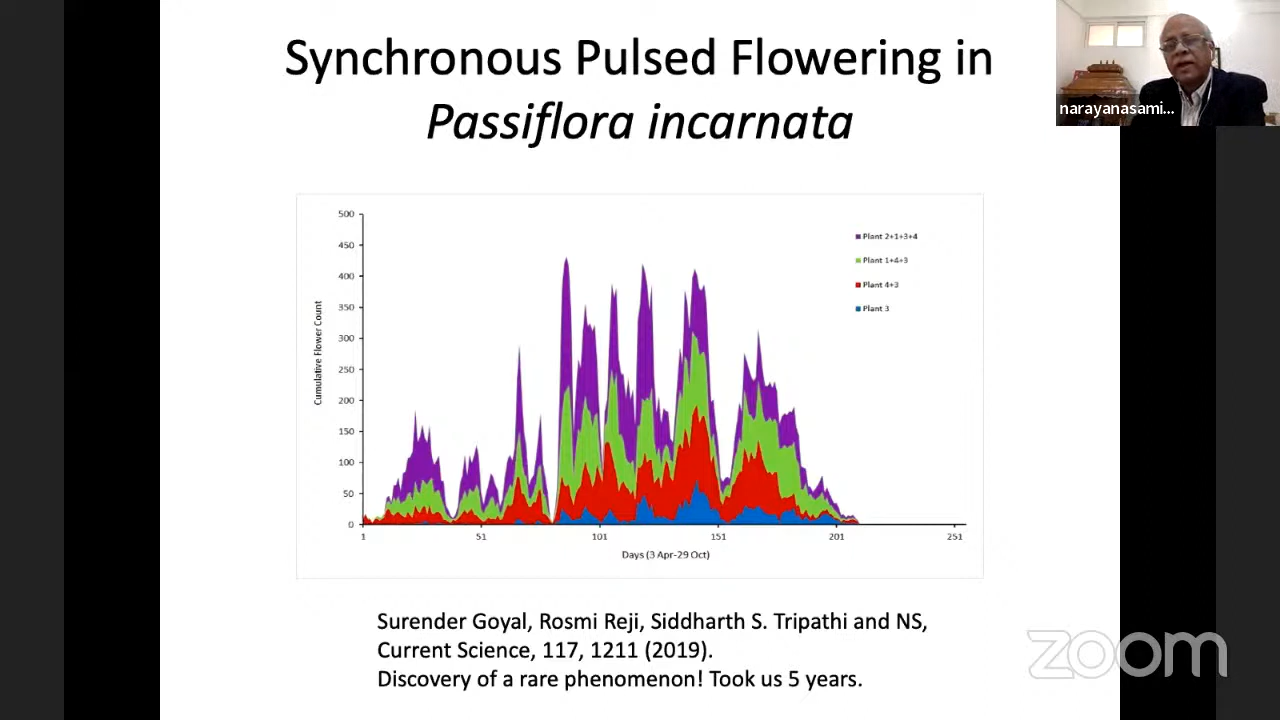 Synchronous Pulsed Flowering in
Passiflora incarnata
narayanasami...
500
450
400
350
300
250
200
150
100
50
0
Cumulative Flower Count
Plant 2+1+3+4
Plant 1+4+3
Plant 4+3
Plant 3
1 51 101 151 201 251
Days (3 Apr-29 Oct)
Surender Goyal, Rosmi Reji, Siddharth S. Tripathi and NS,
Current Science, 117, 1211 (2019).
Discovery of a rare phenomenon! Took us 5 years.
zoom